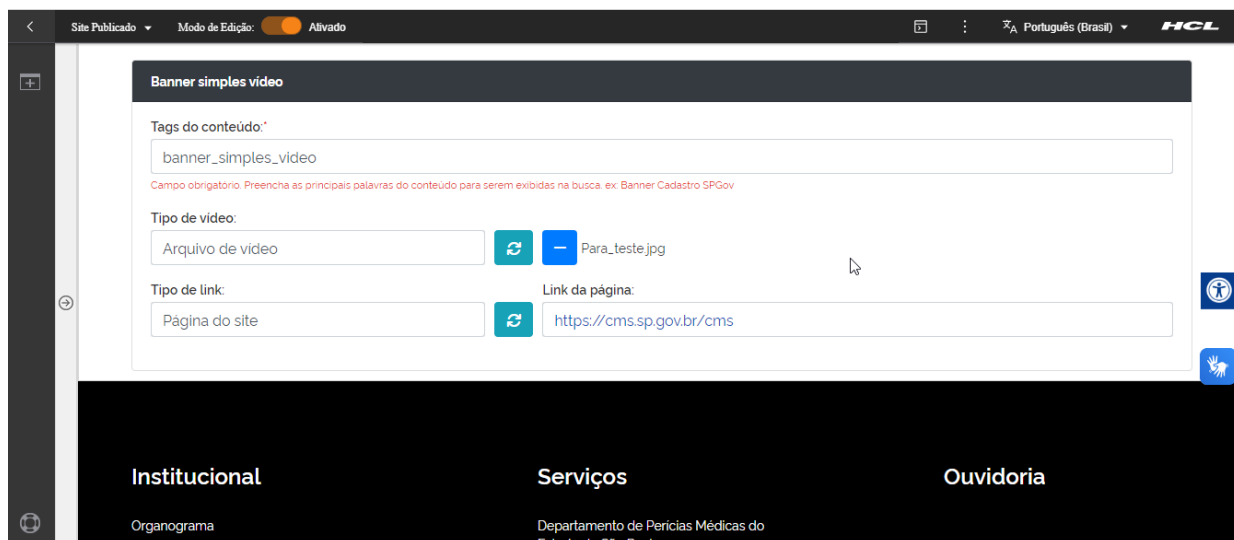 Site Publicado
Modo de Edição:
Ativado
Português (Brasil)
HCL
Banner simples vídeo
Tags do conteúdo:*
banner_simples_video
Campo obrigatório. Preencha as principais palavras do conteúdo para serem exibidas na busca. ex: Banner Cadastro SPGov
Tipo de vídeo:
Arquivo de vídeo
Para_teste.jpg
Tipo de link:
Link da página:
Página do site
https://cms.sp.gov.br/cms
Institucional
Serviços
Ouvidoria
Organograma
Departamento de Perícias Médicas do